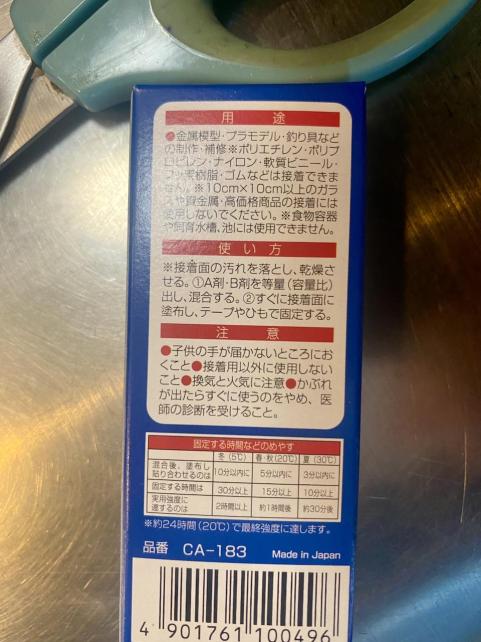 用 途
●金属模型・プラモデル・釣り具など
の制作・補修※ポリエチレン・ポリプ
ロピレン・ナイロン・軟質ビニール・
フッ素樹脂・ゴムなどは接着できま
せん。※10cm×10cm以上のガラ
スや貴金属・高価格商品の接着には
使用しないでください。※食物容器
や飼育水槽、池には使用できません。
使 い 方
※接着面の汚れを落とし、乾燥さ
せる。①A剤・B剤を等量(容量比)
出し、混合する。②すぐに接着面に
塗布し、テープやひもで固定する。
注 意
●子供の手が届かないところにお
くこと●接着用以外に使用しない
こと●換気と火気に注意●かぶれ
が出たらすぐに使うのをやめ、医
師の診断を受けること。
固定する時間などのめやす
冬(5℃) 春・秋(20℃) 夏(30℃)
混合後、塗布し
貼り合わせるのは 10分以内に 5分以内に 3分以内に
固定する時間は 30分以上 15分以上 10分以上
実用強度に
達するのは 2時間以上 約1時間後 約30分後
※約24時間(20℃)で最終強度に達します。
品番 CA-183 Made in Japan
4 901761 100496